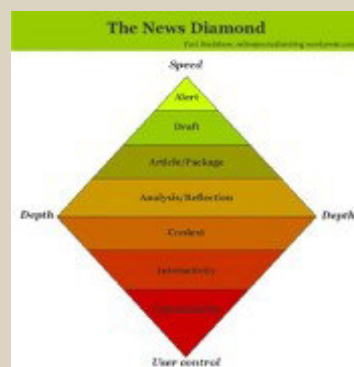 The News Diamond
Speed
Alert
Draft
Article/Package
Analysis/Reflection
Depth
Depth
Context
Interactivity
User control